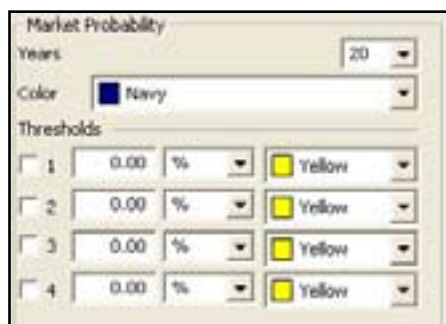 Market Probability
Years 20
Color Navy
Thresholds
1 0.00 % Yellow
2 0.00 % Yellow
3 0.00 % Yellow
4 0.00 % Yellow